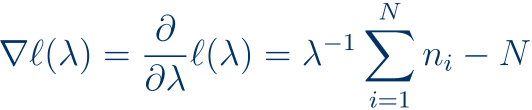 ∇ℓ(λ) = ∂/∂λ ℓ(λ) = λ⁻¹ ∑_{i=1}^{N} n_i − N